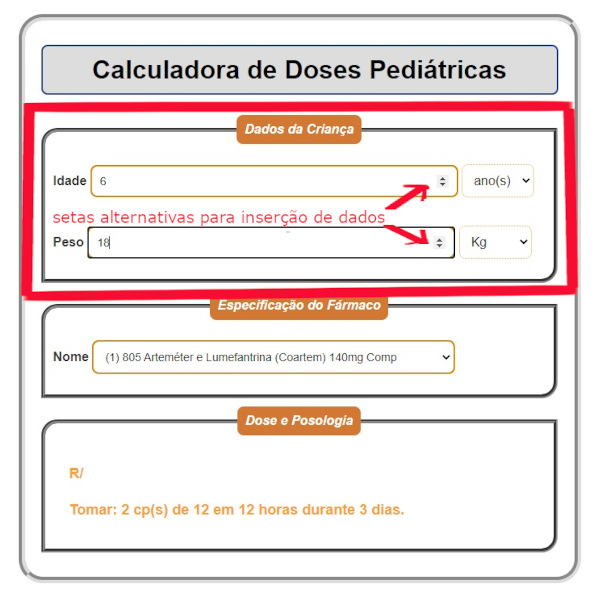 Calculadora de Doses Pediátricas
Dados da Criança
Idade 6 ano(s)
setas alternativas para inserção de dados
Peso 18 Kg
Especificação do Fármaco
Nome (1) 805 Arteméter e Lumefantrina (Coartem) 140mg Comp
Dose e Posologia
R/
Tomar: 2 cp(s) de 12 em 12 horas durante 3 dias.